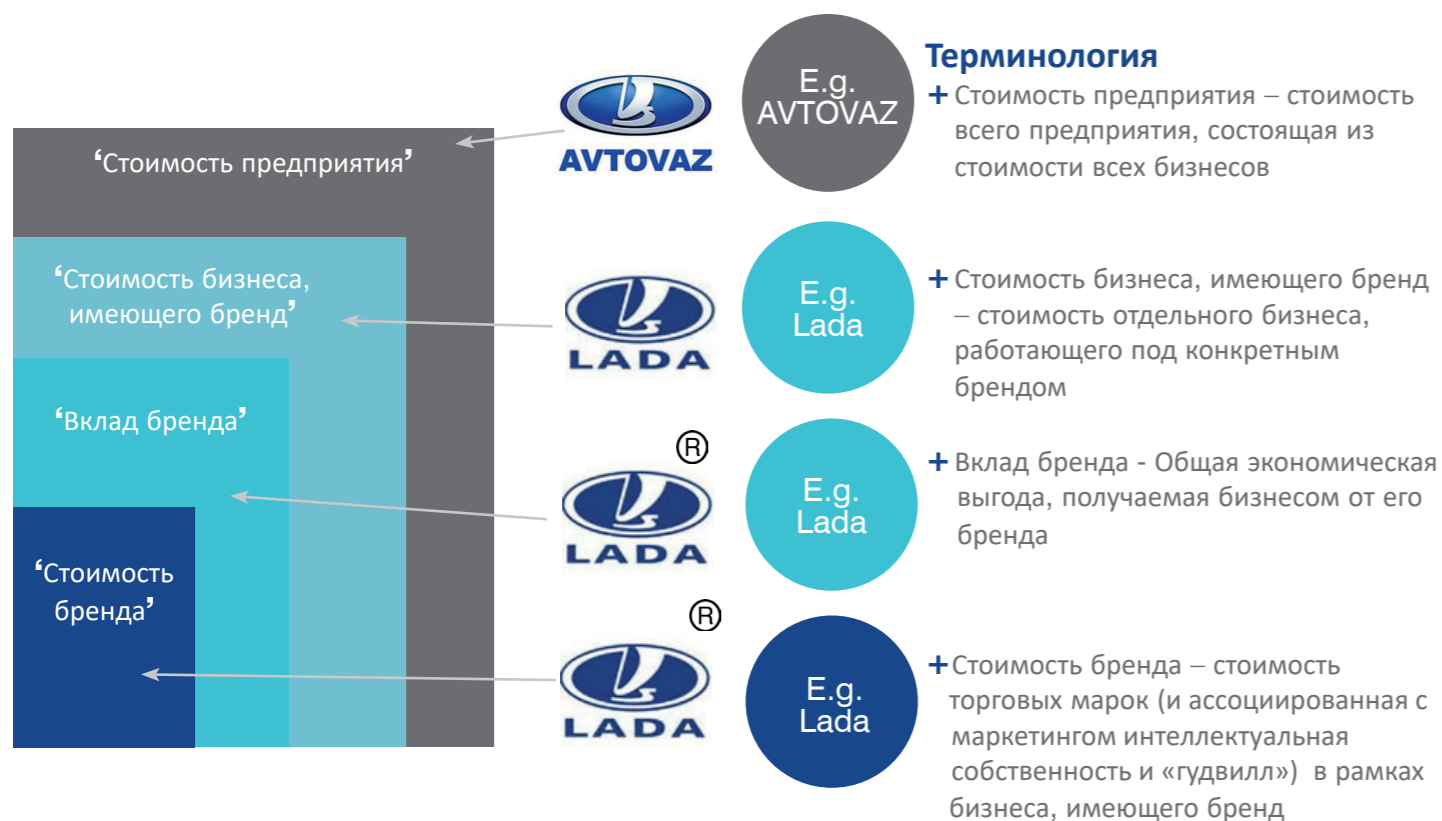 ‘Стоимость предприятия’
‘Стоимость бизнеса,
имеющего бренд’
‘Вклад бренда’
‘Стоимость
бренда’
AVTOVAZ
LADA
®
LADA
®
LADA
E.g.
AVTOVAZ
E.g.
Lada
E.g.
Lada
E.g.
Lada
Терминология
+ Стоимость предприятия – стоимость
всего предприятия, состоящая из
стоимости всех бизнесов
+ Стоимость бизнеса, имеющего бренд
– стоимость отдельного бизнеса,
работающего под конкретным
брендом
+ Вклад бренда - Общая экономическая
выгода, получаемая бизнесом от его
бренда
+ Стоимость бренда – стоимость
торговых марок (и ассоциированная с
маркетингом интеллектуальная
собственность и «гудвилл») в рамках
бизнеса, имеющего бренд